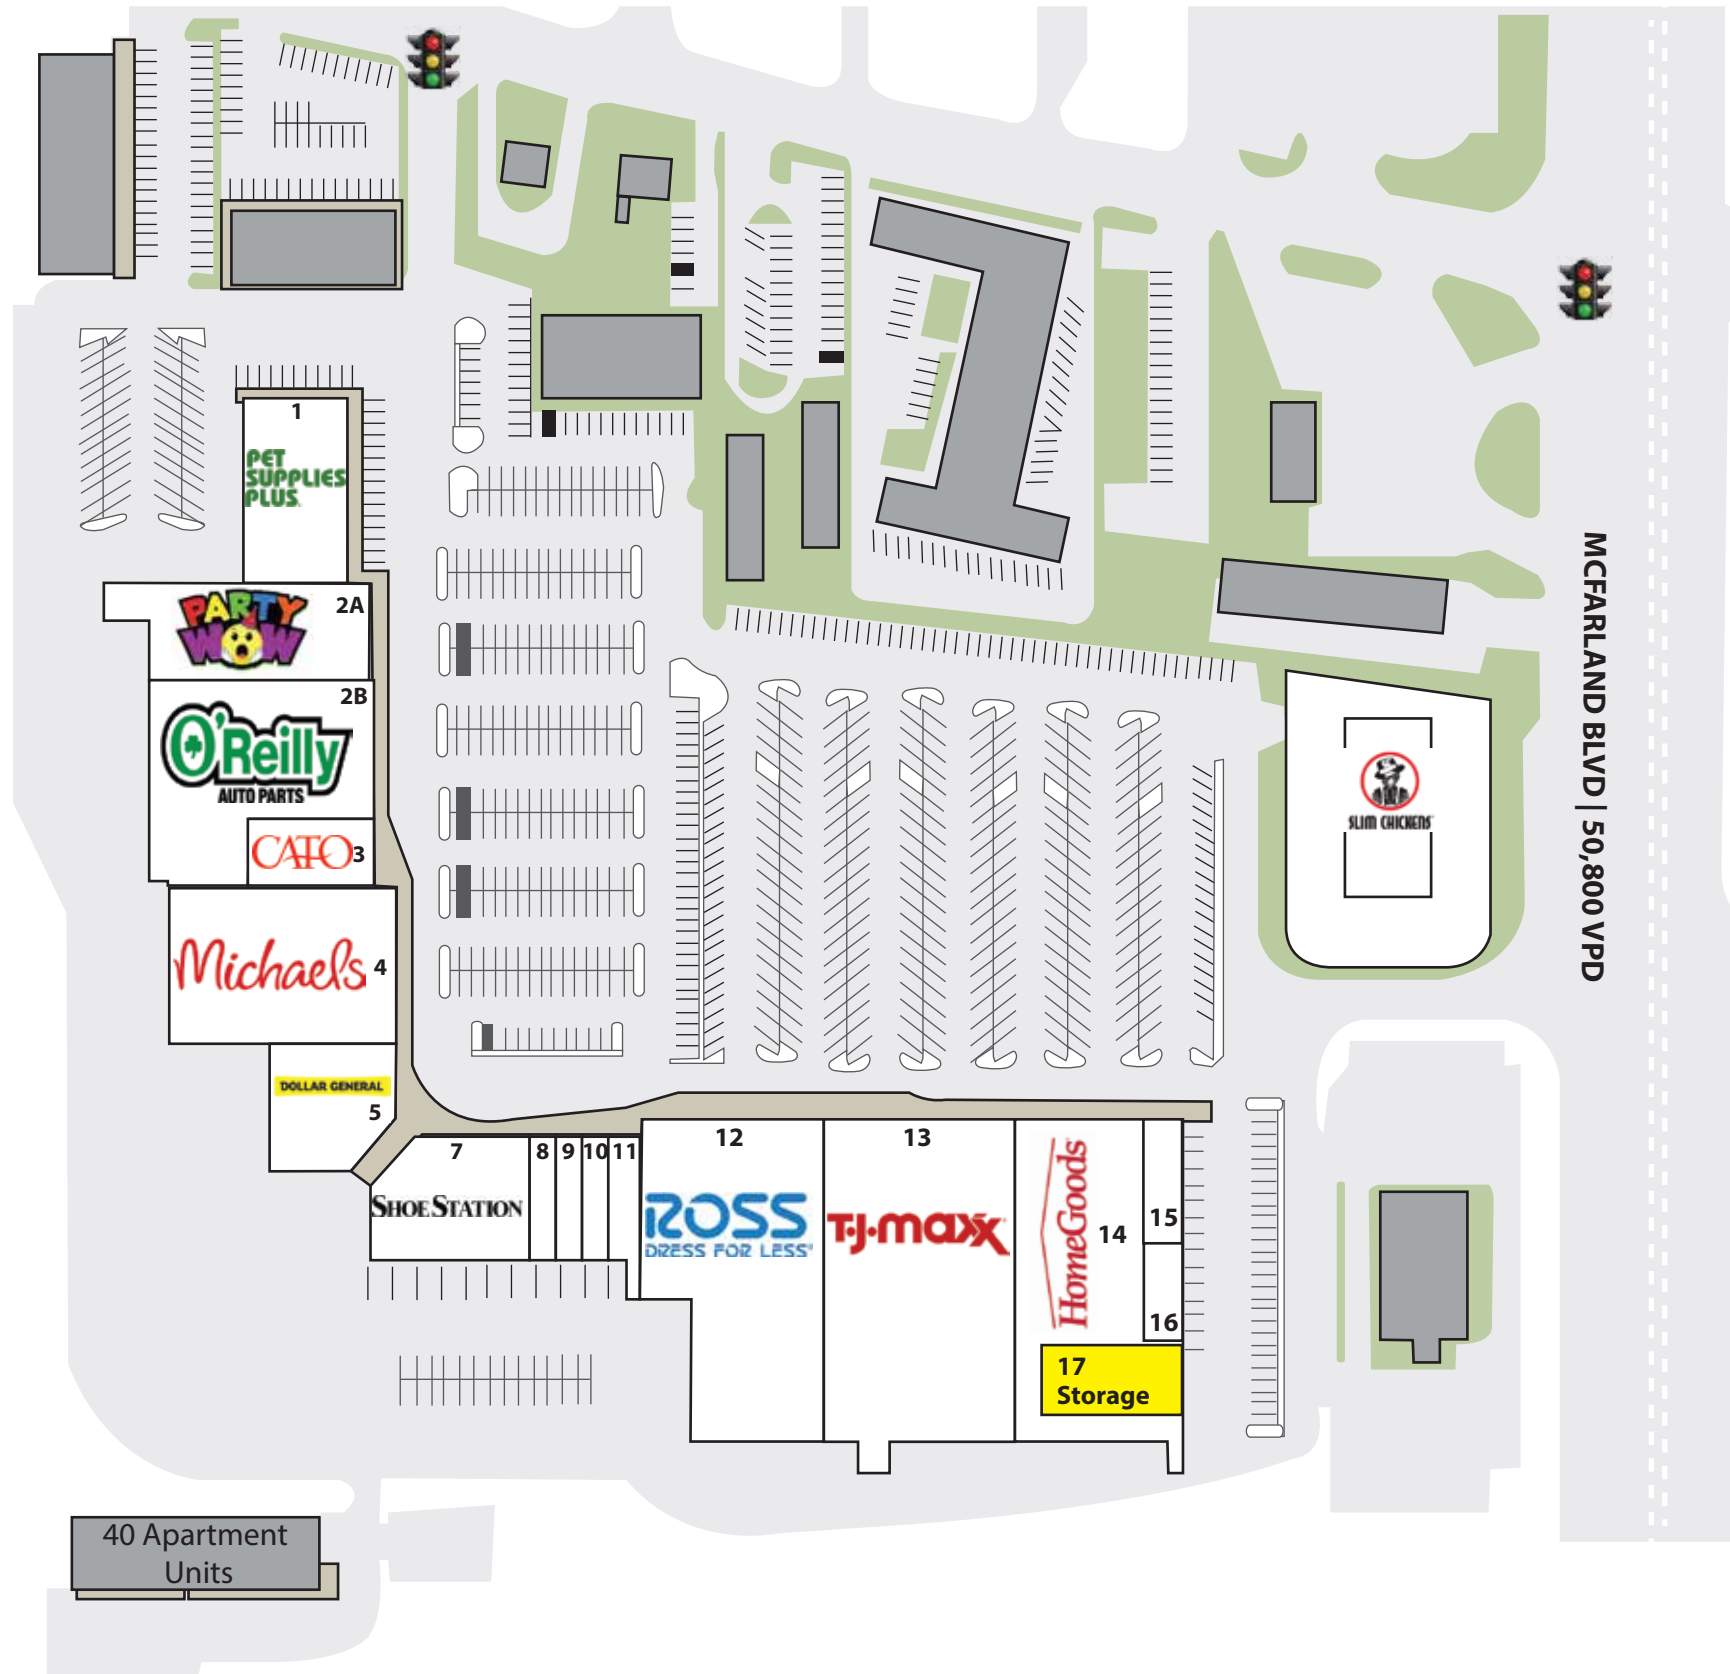 1
PET
SUPPLIES
PLUS
2A
PARTY
WOW
2B
O'Reilly
AUTO PARTS
CATO
3
Michaels
4
DOLLAR GENERAL
5
7
SHOE STATION
8
9
10
11
12
ROSS
DRESS FOR LESS
13
T.J.maxx
14
HomeGoods
15
16
17
Storage
SLIM CHICKENS
MCFARLAND BLVD | 50,800 VPD
40 Apartment
Units